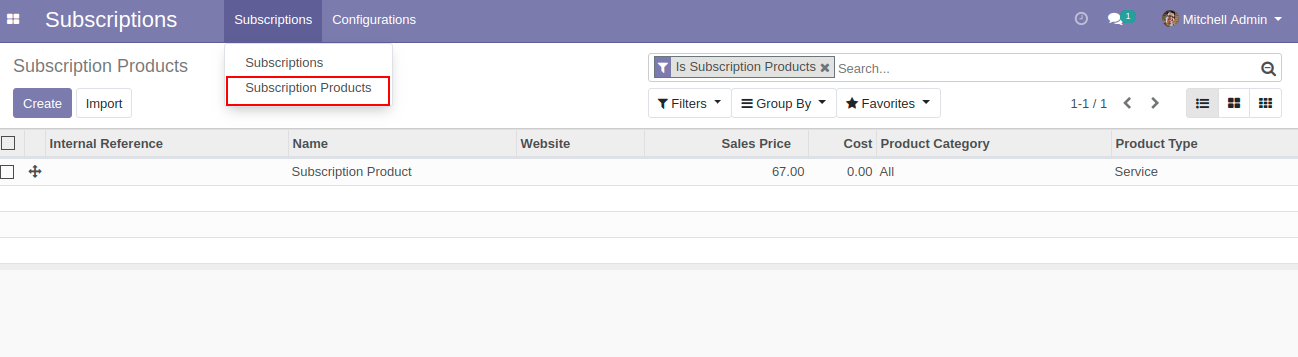 Subscriptions Subscriptions Configurations 1 Mitchell Admin
Subscriptions
Subscription Products
Subscription Products
Is Subscription Products Search...
Create Import
Filters Group By Favorites 1-1 / 1
Internal Reference Name Website Sales Price Cost Product Category Product Type
Subscription Product 67.00 0.00 All Service